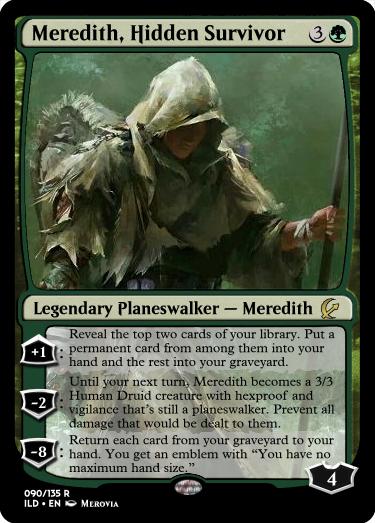 Meredith, Hidden Survivor 3
Legendary Planeswalker — Meredith
Reveal the top two cards of your library. Put a
+1: permanent card from among them into your
hand and the rest into your graveyard.
Until your next turn, Meredith becomes a 3/3
-2: Human Druid creature with hexproof and
vigilance that's still a planeswalker. Prevent all
damage that would be dealt to them.
Return each card from your graveyard to your
-8: hand. You get an emblem with “You have no
maximum hand size.”
4
090/135 R
ILD • EN Merovia